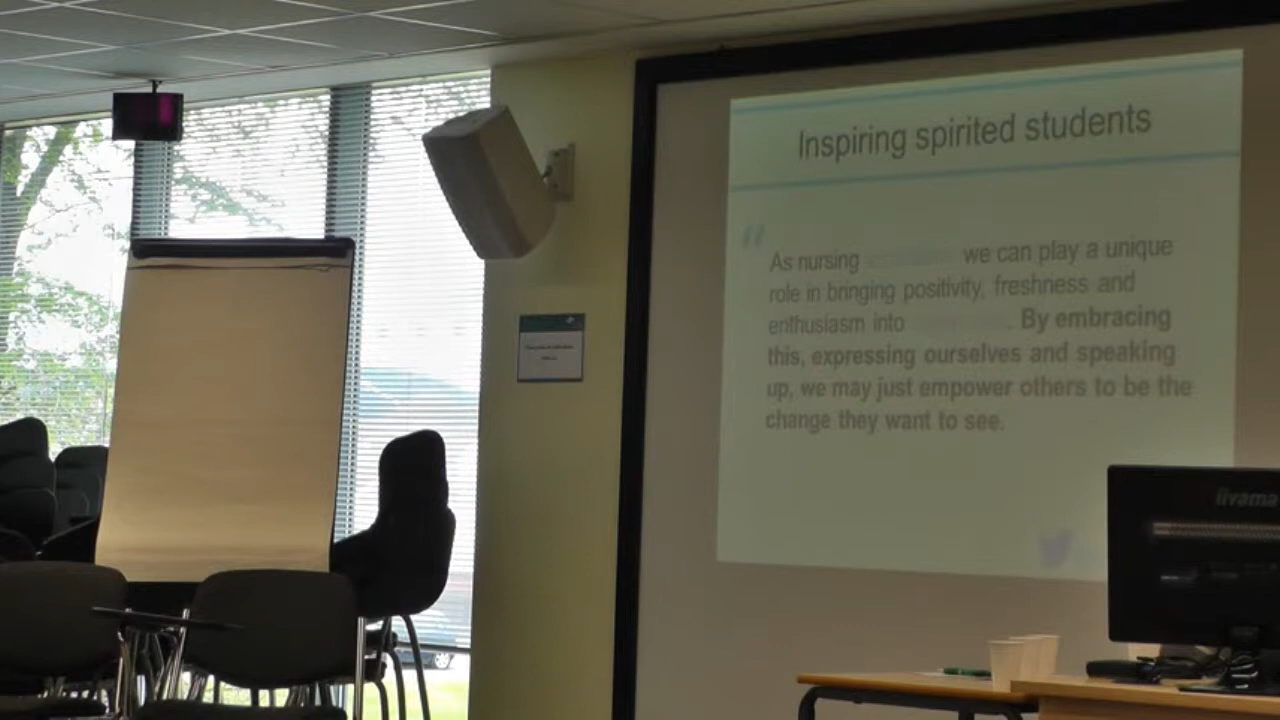 Inspiring spirited students
"
As nursing we can play a unique
role in bringing positivity, freshness and
enthusiasm into . By embracing
this, expressing ourselves and speaking
up, we may just empower others to be the
change they want to see.
iiyama